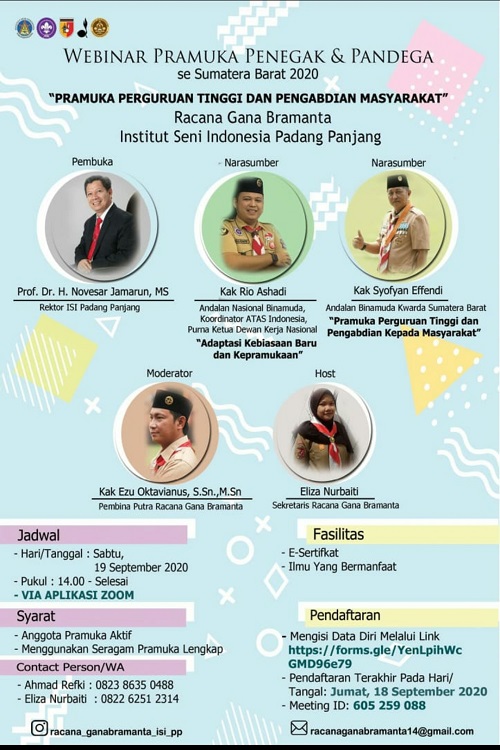 WEBINAR PRAMUKA PENEGAK & PANDEGA
se Sumatera Barat 2020
"PRAMUKA PERGURUAN TINGGI DAN PENGABDIAN MASYARAKAT"
Racana Gana Bramanta
Institut Seni Indonesia Padang Panjang
Pembuka
Prof. Dr. H. Novesar Jamarun, MS
Rektor ISI Padang Panjang
Narasumber
Kak Rio Ashadi
Andalan Nasional Binamuda,
Koordinator ATAS Indonesia,
Purna Ketua Dewan Kerja Nasional
"Adaptasi Kebiasaan Baru
dan Kepramukaan"
Narasumber
Kak Syofyan Effendi
Andalan Binamuda Kwarda Sumatera Barat
"Pramuka Perguruan Tinggi dan
Pengabdian Kepada Masyarakat"
Moderator
Kak Ezu Oktavianus, S.Sn.,M.Sn
Pembina Putra Racana Gana Bramanta
Host
Eliza Nurbaiti
Sekretaris Racana Gana Bramanta
Jadwal
- Hari/Tanggal : Sabtu,
19 September 2020
- Pukul : 14.00 - Selesai
- VIA APLIKASI ZOOM
Syarat
- Anggota Pramuka Aktif
- Menggunakan Seragam Pramuka Lengkap
Contact Person/WA
- Ahmad Refki : 0823 8635 0488
- Eliza Nurbaiti : 0822 6251 2314
Fasilitas
- E-Sertifkat
- Ilmu Yang Bermanfaat
Pendaftaran
- Mengisi Data Diri Melalui Link
https://forms.gle/YenLpihWc
GMD96e79
- Pendaftaran Terakhir Pada Hari/
Tangal: Jumat, 18 September 2020
- Meeting ID: 605 259 088
racana_ganabramanta_isi_pp
racanaganabramanta14@gmail.com